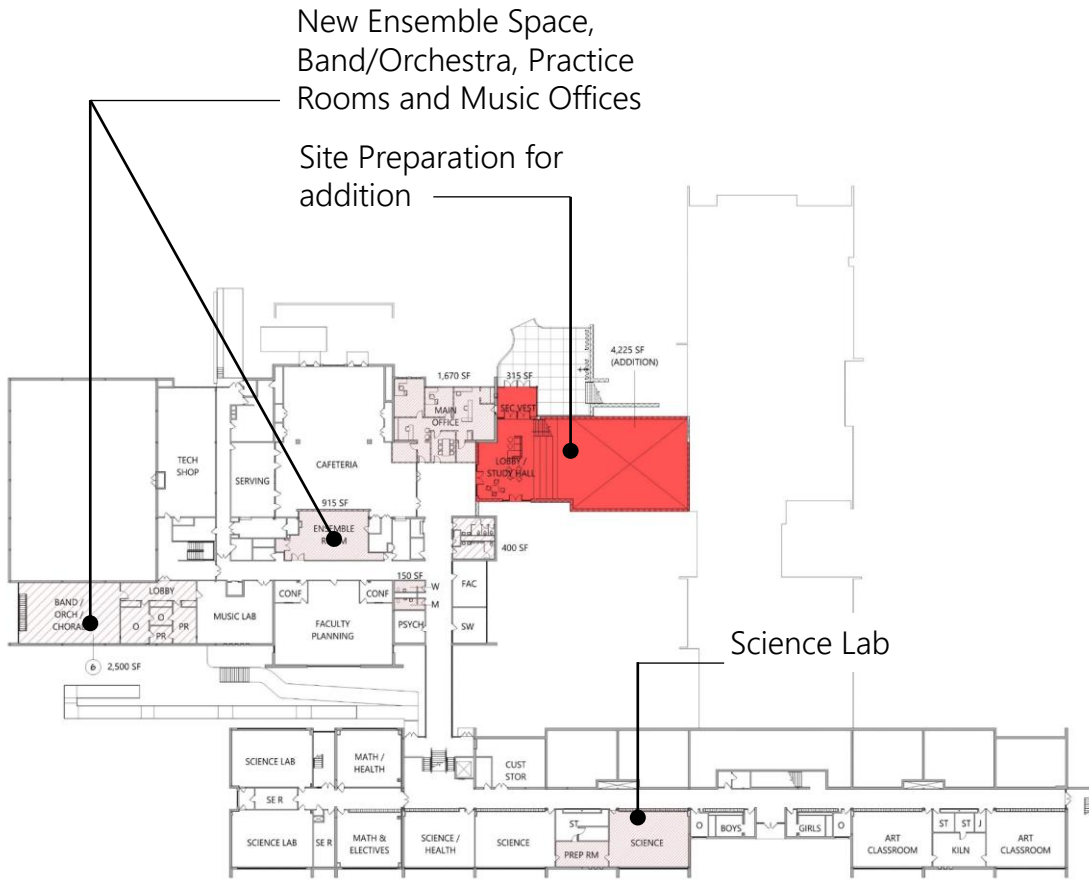 New Ensemble Space,
Band/Orchestra, Practice
Rooms and Music Offices
Site Preparation for
addition
4,225 SF
(ADDITION)
1,670 SF
315 SF
SEC VEST
MAIN
OFFICE
LOBBY /
STUDY HALL
TECH
SHOP
SERVING
CAFETERIA
915 SF
ENSEMBLE
400 SF
150 SF
W
M
FAC
CONF
CONF
LOBBY
BAND /
ORCH /
O
O
PR
PR
MUSIC LAB
FACULTY
PLANNING
PSYCH
SW
6
2,500 SF
Science Lab
SCIENCE LAB
MATH /
HEALTH
CUST
STOR
SE R
SCIENCE LAB
SE R
MATH &
ELECTIVES
SCIENCE /
HEALTH
SCIENCE
ST
PREP RM
SCIENCE
O
BOYS
GIRLS
O
ART
CLASSROOM
ST
ST
J
KILN
ART
CLASSROOM